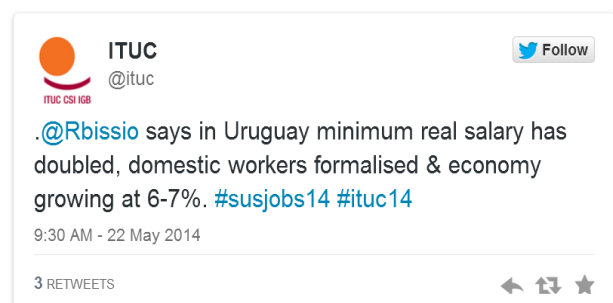 ITUC
Follow
@ituc
ITUC CSI IGB
.@Rbissio says in Uruguay minimum real salary has
doubled, domestic workers formalised & economy
growing at 6-7%. #susjobs14 #ituc14
9:30 AM - 22 May 2014
3 RETWEETS